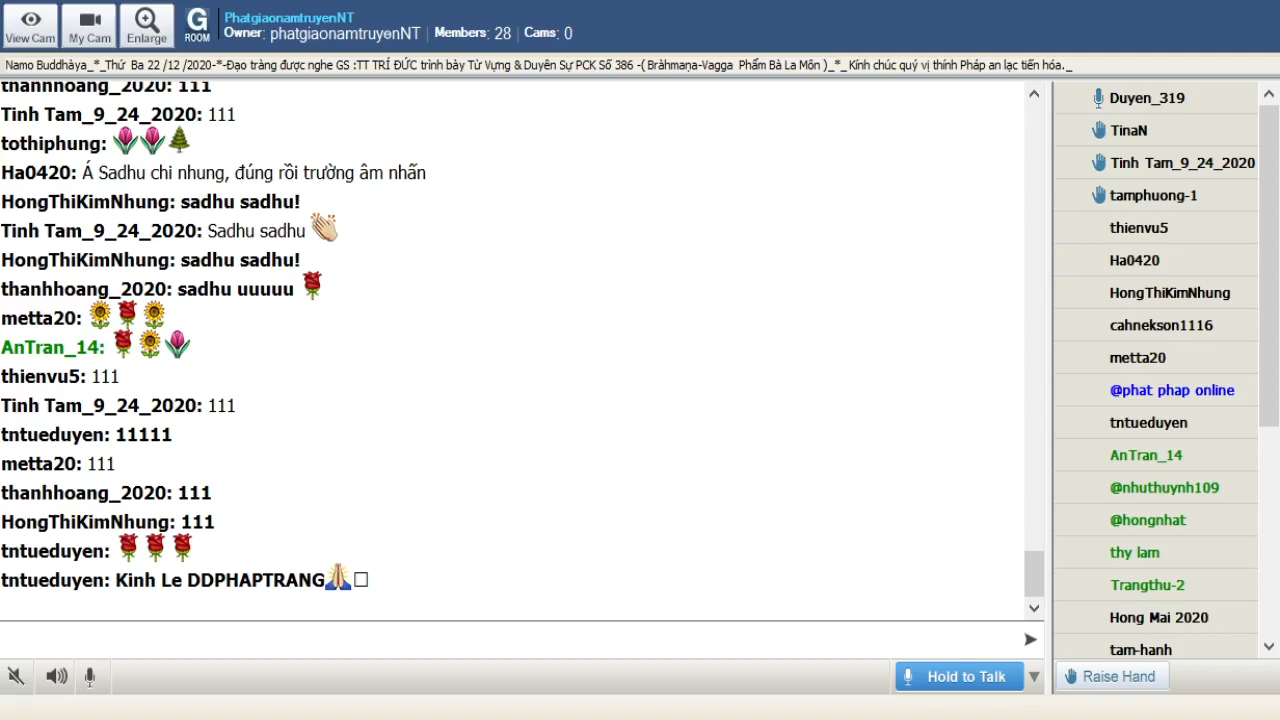 View Cam
My Cam
Enlarge
G
ROOM
PhatgiaonamtruyenNT
Owner: phatgiaonamtruyenNT | Members: 28 | Cams: 0
Namo Buddhàya_*_Thứ Ba 22 /12 /2020-*-Đạo tràng được nghe GS :TT TRÍ ĐỨC trình bày Từ Vựng & Duyên Sự PCK Số 386 -( Bràhmaṇa-Vagga Phẩm Bà La Môn )_*_ Kính chúc quý vị thính Pháp an lạc tiến hóa._
thanhhoang_2020: 111
Tinh Tam_9_24_2020: 111
tothiphung: 🌷🌷🌲
Ha0420: Á Sadhu chi nhung, đúng rồi trường âm nhấn
HongThiKimNhung: sadhu sadhu!
Tinh Tam_9_24_2020: Sadhu sadhu 👏
HongThiKimNhung: sadhu sadhu!
thanhhoang_2020: sadhu uuuuu 🌹
metta20: 🌻🌹🌻
AnTran_14: 🌹🌻🌷
thienvu5: 111
Tinh Tam_9_24_2020: 111
tntueduyen: 11111
metta20: 111
thanhhoang_2020: 111
HongThiKimNhung: 111
tntueduyen: 🌹🌹🌹
tntueduyen: Kinh Le DDPHAPTRANG🙏□
Hold to Talk
Duyen_319
TinaN
Tinh Tam_9_24_2020
tamphuong-1
thienvu5
Ha0420
HongThiKimNhung
cahnekson1116
metta20
@phat phap online
tntueduyen
AnTran_14
@nhuthuynh109
@hongnhat
thy lam
Trangthu-2
Hong Mai 2020
tam-hanh
Raise Hand